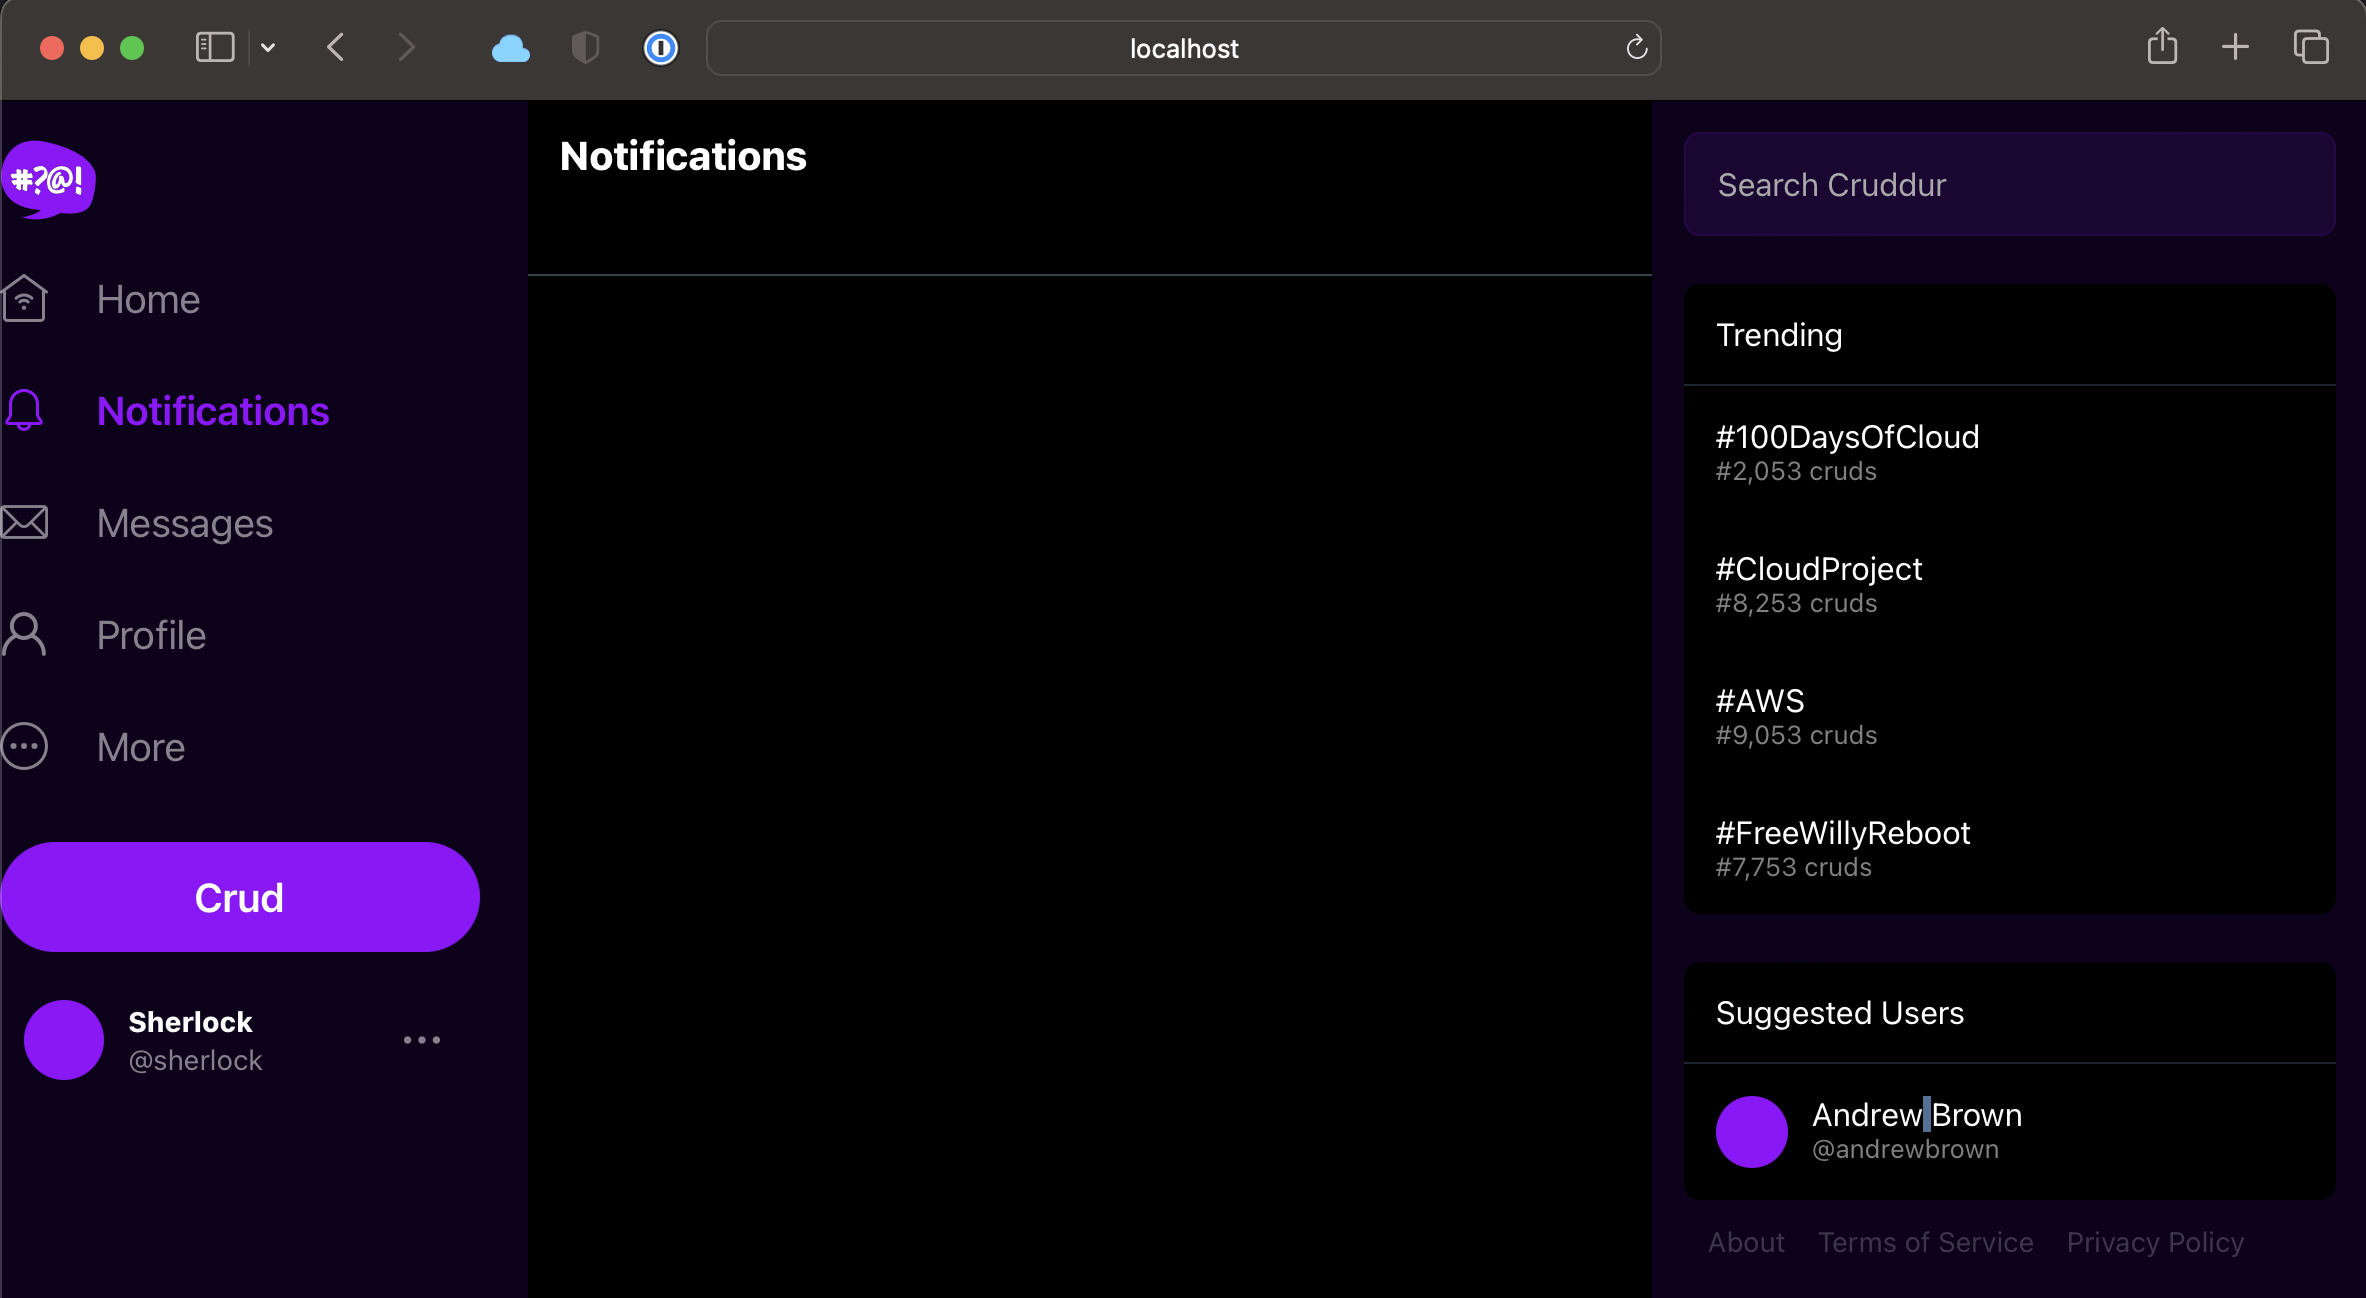 localhost
#?@!
Home
Notifications
Messages
Profile
More
Crud
Sherlock
@sherlock
Notifications
Search Cruddur
Trending
#100DaysOfCloud
#2,053 cruds
#CloudProject
#8,253 cruds
#AWS
#9,053 cruds
#FreeWillyReboot
#7,753 cruds
Suggested Users
Andrew Brown
@andrewbrown
About Terms of Service Privacy Policy